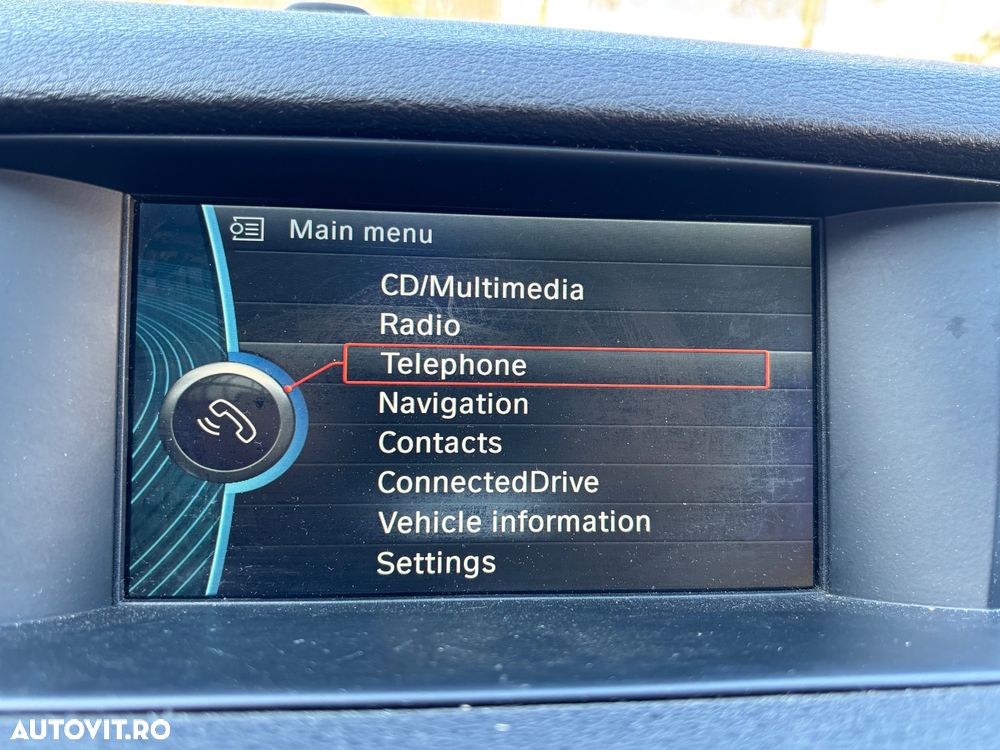 Main menu
CD/Multimedia
Radio
Telephone
Navigation
Contacts
ConnectedDrive
Vehicle information
Settings
AUTOVIT.RO